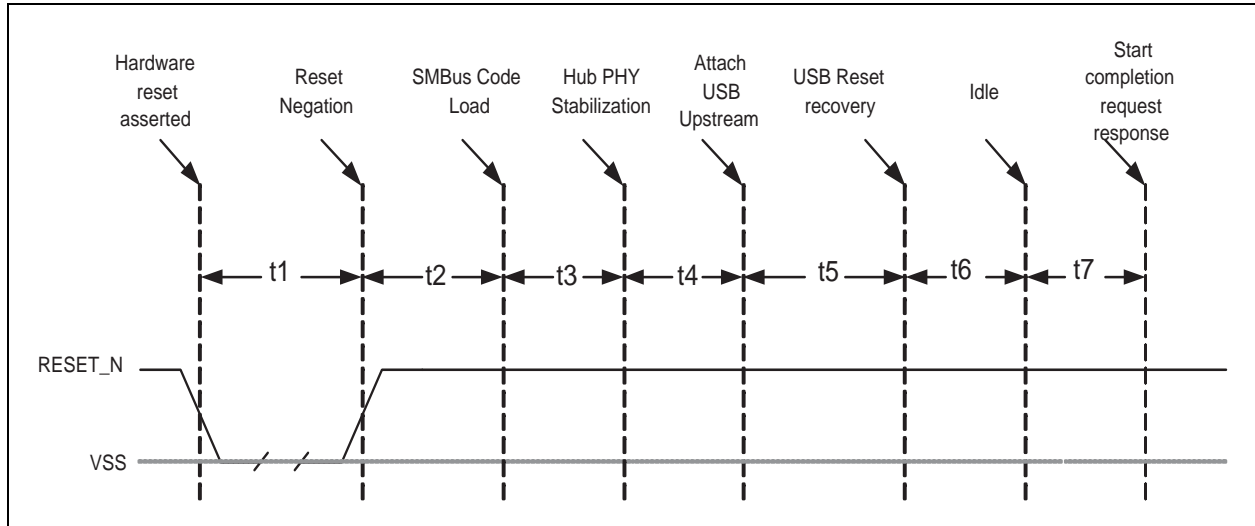 Hardware
reset
asserted
Reset
Negation
SMBus Code
Load
Hub PHY
Stabilization
Attach
USB
Upstream
USB Reset
recovery
Idle
Start
completion
request
response
t1
t2
t3
t4
t5
t6
t7
RESET_N
VSS